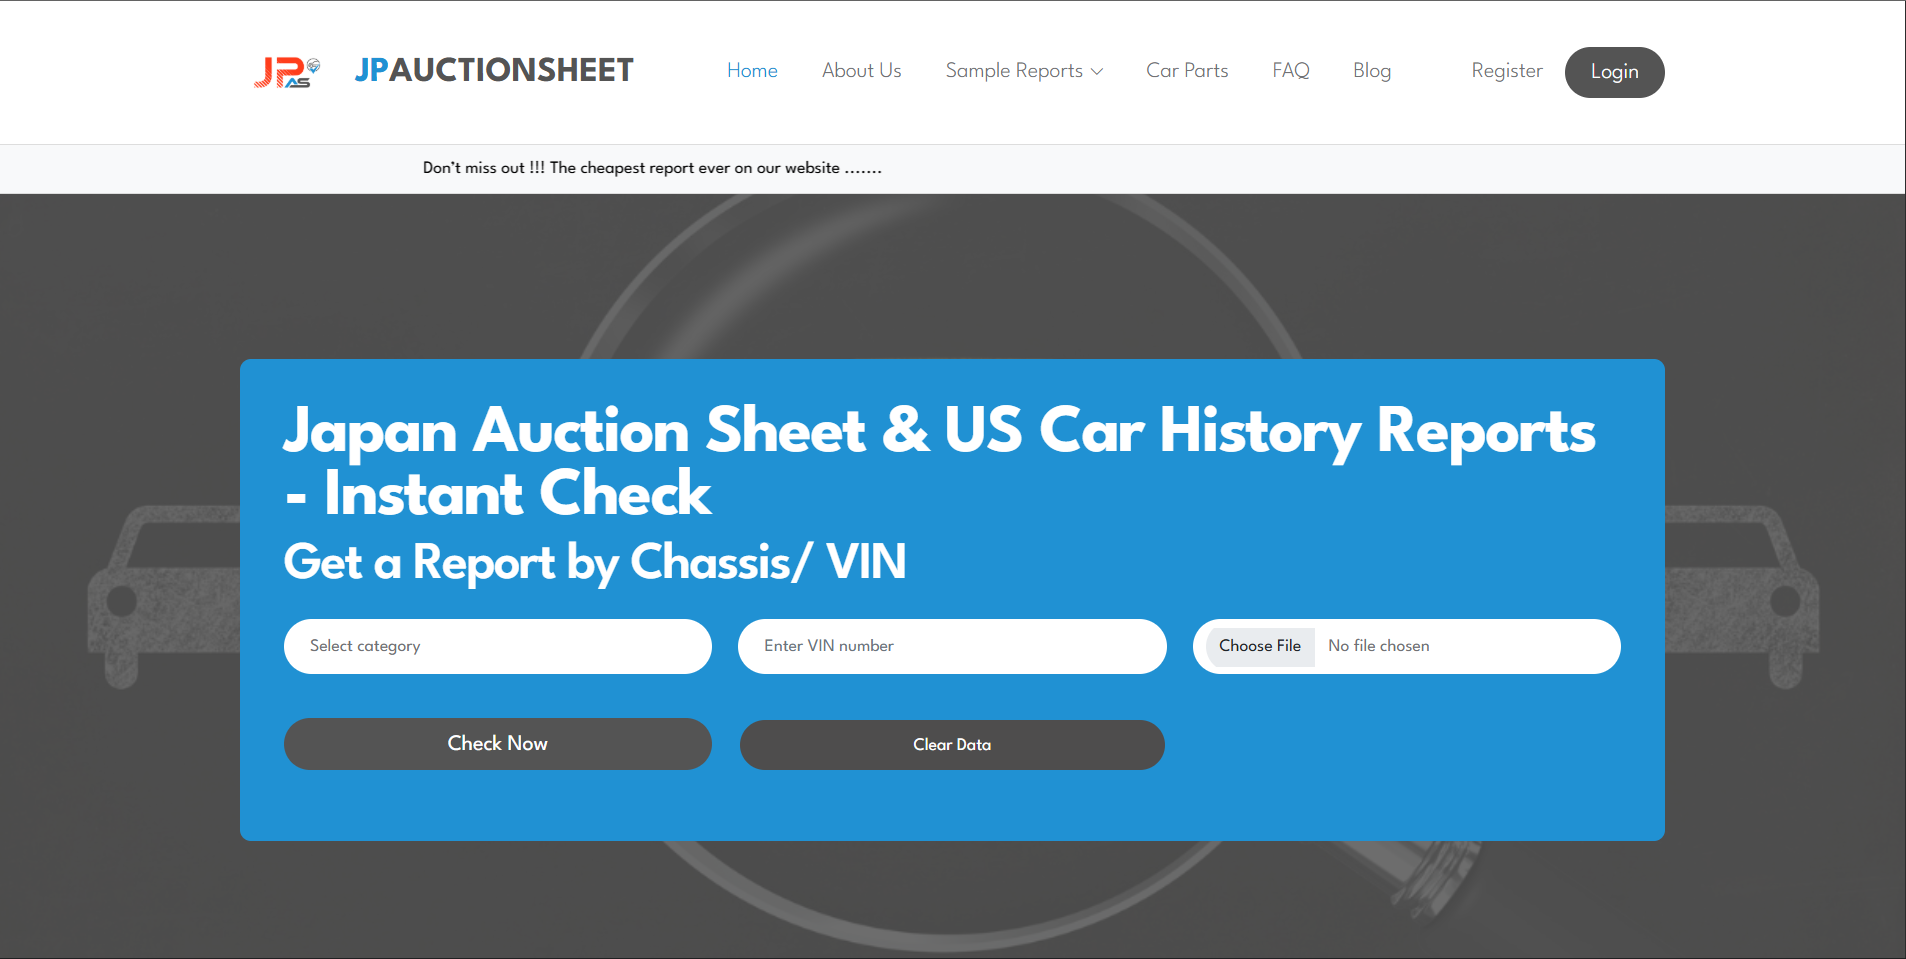 JP AS
JPAUCTIONSHEET
Home
About Us
Sample Reports
Car Parts
FAQ
Blog
Register
Login
Don't miss out !!! The cheapest report ever on our website .......
Japan Auction Sheet & US Car History Reports
- Instant Check
Get a Report by Chassis/ VIN
Select category
Enter VIN number
Choose File
No file chosen
Check Now
Clear Data